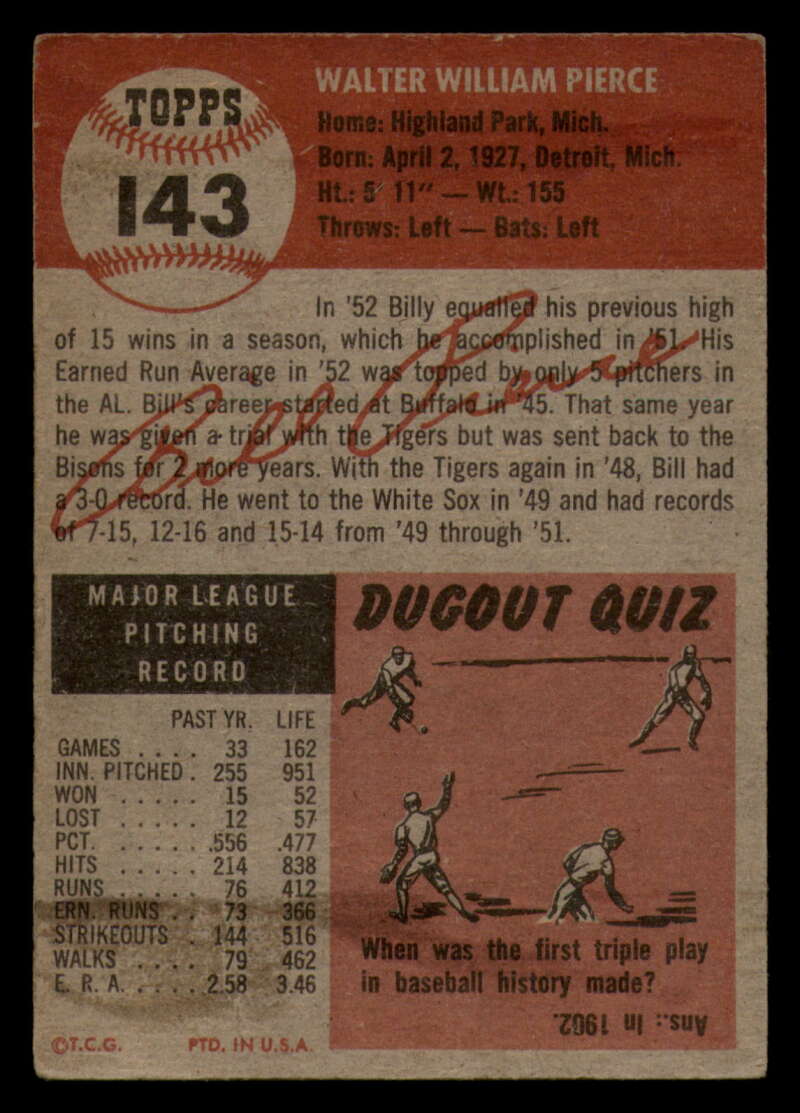 TOPPS
143
WALTER WILLIAM PIERCE
Home: Highland Park, Mich.
Born: April 2, 1927, Detroit, Mich.
Ht.: 5' 11" — Wt.: 155
Throws: Left — Bats: Left
In '52 Billy equalled his previous high
of 15 wins in a season, which he accomplished in '51. His
Earned Run Average in '52 was topped by only 5 pitchers in
the AL. Bill's career started at Buffalo in '45. That same year
he was given a trial with the Tigers but was sent back to the
Bisons for 2 more years. With the Tigers again in '48, Bill had
a 3-0 record. He went to the White Sox in '49 and had records
of 7-15, 12-16 and 15-14 from '49 through '51.
Bill Pierce
MAJOR LEAGUE
PITCHING
RECORD
PAST YR. LIFE
GAMES . . . . 33 162
INN. PITCHED . 255 951
WON . . . . . 15 52
LOST . . . . . 12 57
PCT. . . . . . .556 .477
HITS . . . . . 214 838
RUNS . . . . . 76 412
ERN. RUNS . . 73 366
STRIKEOUTS . 144 516
WALKS . . . . 79 462
E. R. A. . . . . 2.58 3.46
©T.C.G. PTD. IN U.S.A.
DUGOUT QUIZ
When was the first triple play
in baseball history made?
Ans.: In 1902.